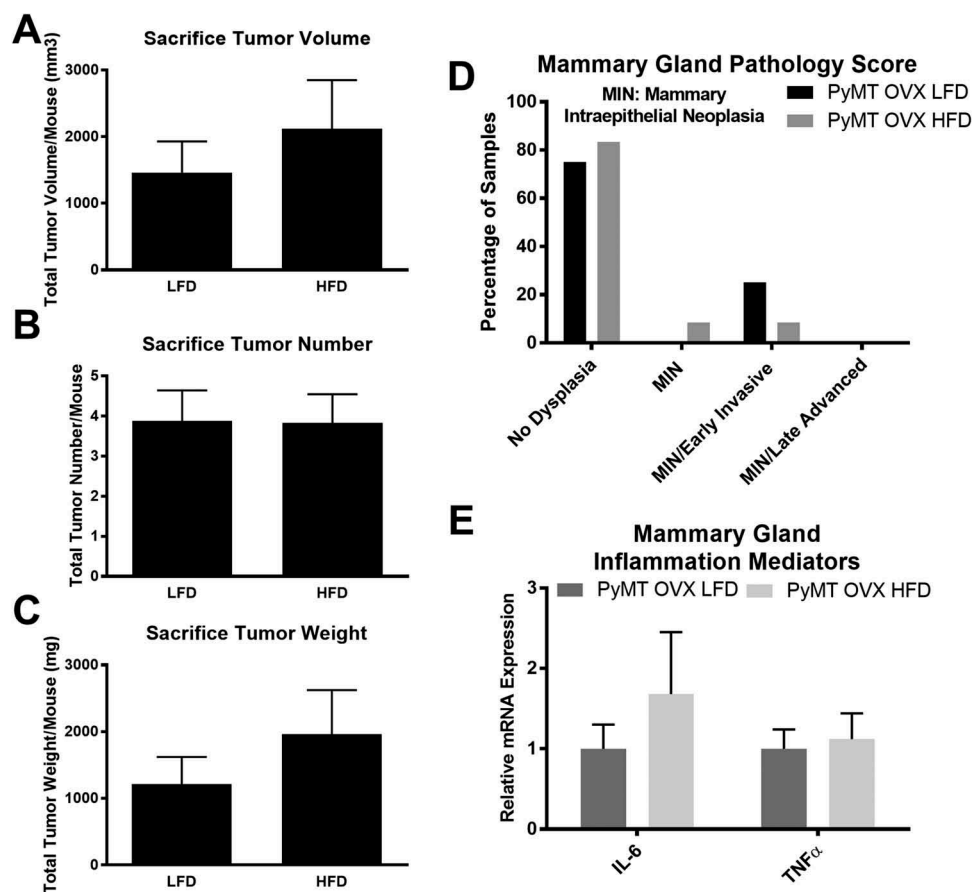 A
Sacrifice Tumor Volume
Total Tumor Volume/Mouse (mm3)
3000
2000
1000
0
LFD
HFD
B
Sacrifice Tumor Number
Total Tumor Number/Mouse
5
4
3
2
1
0
LFD
HFD
C
Sacrifice Tumor Weight
Total Tumor Weight/Mouse (mg)
3000
2000
1000
0
LFD
HFD
D
Mammary Gland Pathology Score
MIN: Mammary
Intraepithelial Neoplasia
PyMT OVX LFD
PyMT OVX HFD
Percentage of Samples
100
80
60
40
20
0
No Dysplasia
MIN
MIN/Early Invasive
MIN/Late Advanced
E
Mammary Gland
Inflammation Mediators
PyMT OVX LFD
PyMT OVX HFD
Relative mRNA Expression
3
2
1
0
IL-6
TNFα